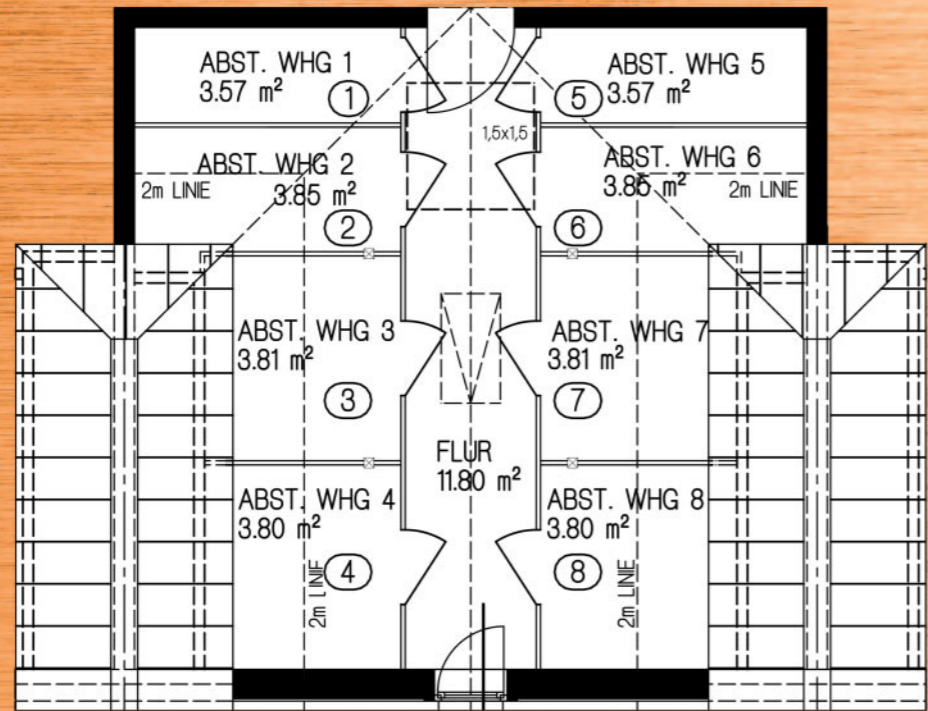 ABST. WHG 1
3.57 m²
1
ABST. WHG 5
3.57 m²
5
1,5x1,5
ABST. WHG 2
3.85 m²
2m LINIE
2
ABST. WHG 6
3.85 m²
2m LINIE
6
ABST. WHG 3
3.81 m²
3
ABST. WHG 7
3.81 m²
7
FLUR
11.80 m²
ABST. WHG 4
3.80 m²
4
2m LINIE
ABST. WHG 8
3.80 m²
8
2m LINIE